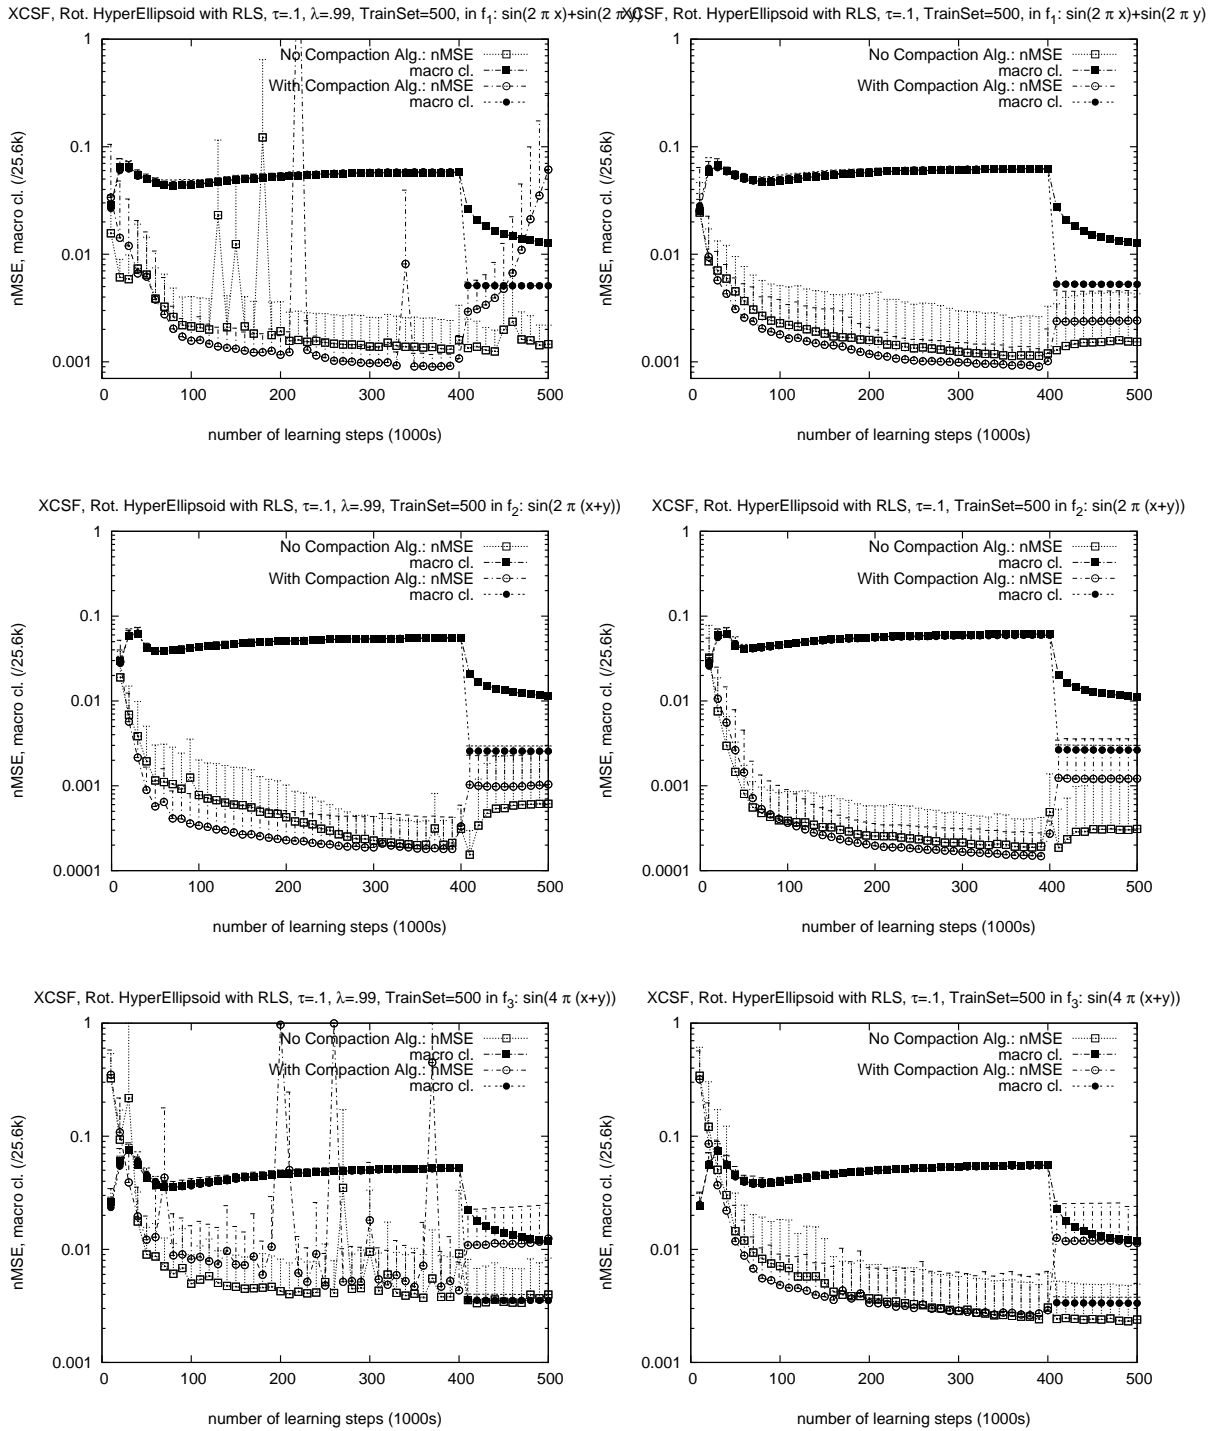 XCSF, Rot. HyperEllipsoid with RLS, τ=.1, λ=.99, TrainSet=500, in f1: sin(2 π x)+sin(2 π y)
No Compaction Alg.: nMSE
macro cl.
With Compaction Alg.: nMSE
macro cl.
nMSE, macro cl. (/25.6k)
1
0.1
0.01
0.001
0 100 200 300 400 500
number of learning steps (1000s)
XCSF, Rot. HyperEllipsoid with RLS, τ=.1, TrainSet=500, in f1: sin(2 π x)+sin(2 π y)
No Compaction Alg.: nMSE
macro cl.
With Compaction Alg.: nMSE
macro cl.
nMSE, macro cl. (/25.6k)
1
0.1
0.01
0.001
0 100 200 300 400 500
number of learning steps (1000s)
XCSF, Rot. HyperEllipsoid with RLS, τ=.1, λ=.99, TrainSet=500 in f2: sin(2 π (x+y))
No Compaction Alg.: nMSE
macro cl.
With Compaction Alg.: nMSE
macro cl.
nMSE, macro cl. (/25.6k)
1
0.1
0.01
0.001
0.0001
0 100 200 300 400 500
number of learning steps (1000s)
XCSF, Rot. HyperEllipsoid with RLS, τ=.1, TrainSet=500 in f2: sin(2 π (x+y))
No Compaction Alg.: nMSE
macro cl.
With Compaction Alg.: nMSE
macro cl.
nMSE, macro cl. (/25.6k)
1
0.1
0.01
0.001
0.0001
0 100 200 300 400 500
number of learning steps (1000s)
XCSF, Rot. HyperEllipsoid with RLS, τ=.1, λ=.99, TrainSet=500 in f3: sin(4 π (x+y))
No Compaction Alg.: nMSE
macro cl.
With Compaction Alg.: nMSE
macro cl.
nMSE, macro cl. (/25.6k)
1
0.1
0.01
0.001
0 100 200 300 400 500
number of learning steps (1000s)
XCSF, Rot. HyperEllipsoid with RLS, τ=.1, TrainSet=500 in f3: sin(4 π (x+y))
No Compaction Alg.: nMSE
macro cl.
With Compaction Alg.: nMSE
macro cl.
nMSE, macro cl. (/25.6k)
1
0.1
0.01
0.001
0 100 200 300 400 500
number of learning steps (1000s)